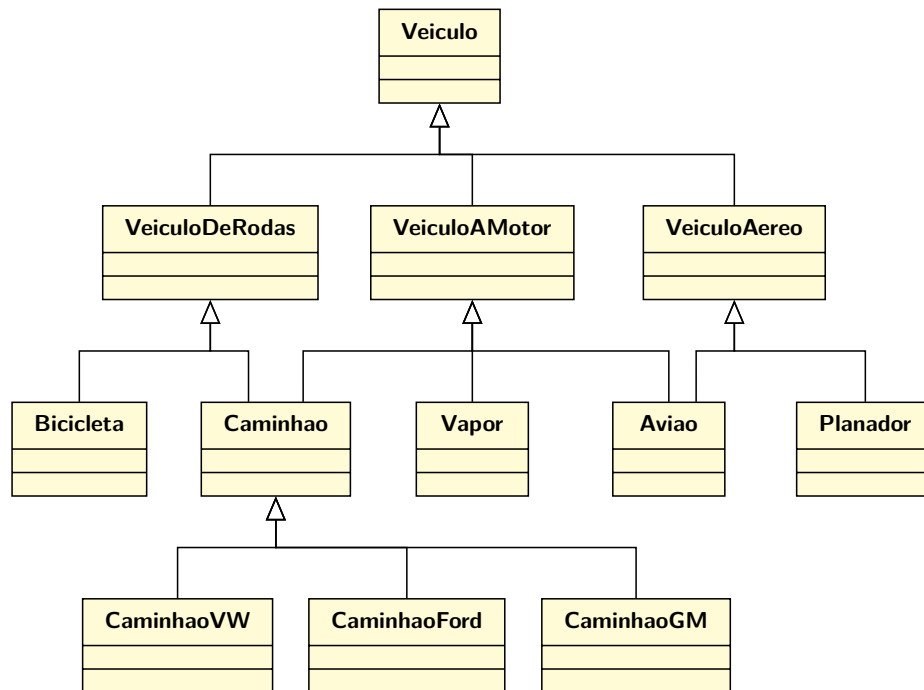 Veiculo
VeiculoDeRodas
VeiculoAMotor
VeiculoAereo
Bicicleta
Caminhao
Vapor
Aviao
Planador
CaminhaoVW
CaminhaoFord
CaminhaoGM